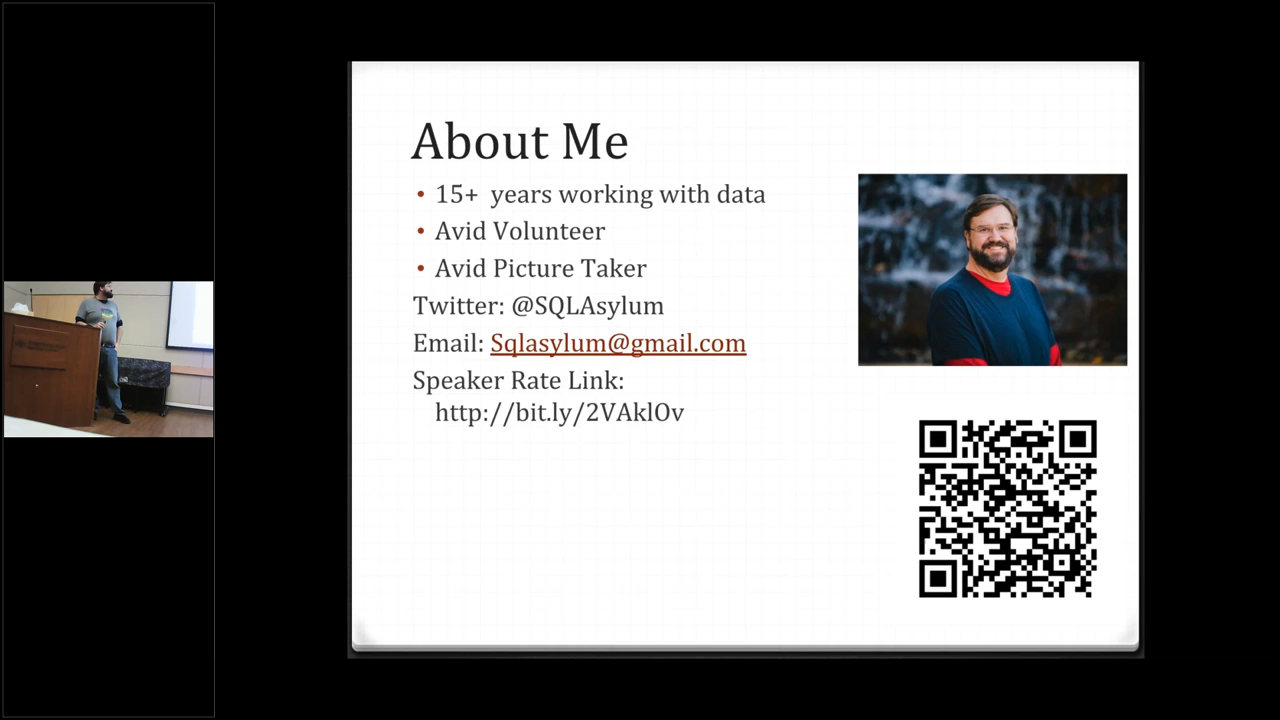 About Me
• 15+ years working with data
• Avid Volunteer
• Avid Picture Taker
Twitter: @SQLAsylum
Email: Sqlasylum@gmail.com
Speaker Rate Link:
http://bit.ly/2VAklOv